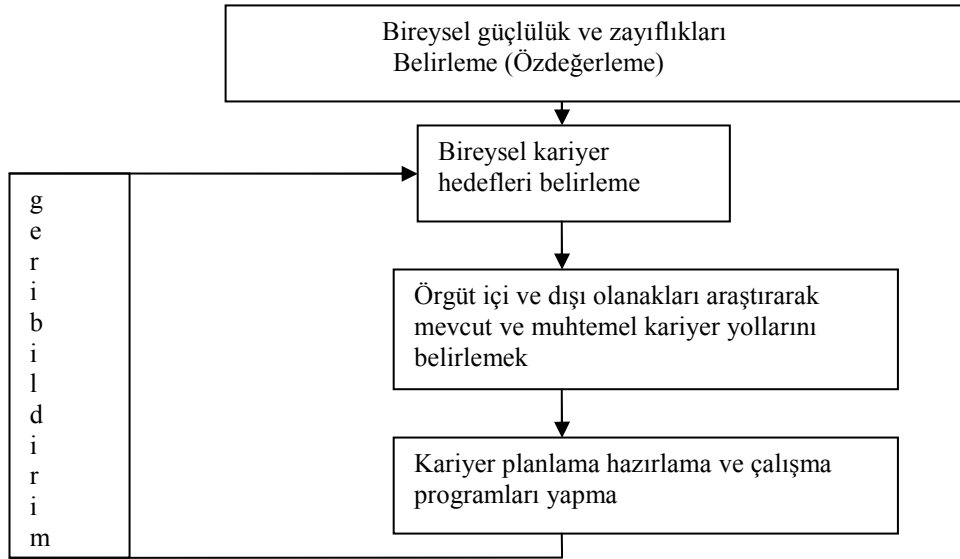 Bireysel güçlülük ve zayıflıkları
Belirleme (Özdeğerleme)
Bireysel kariyer
hedefleri belirleme
Örgüt içi ve dışı olanakları araştırarak
mevcut ve muhtemel kariyer yollarını
belirlemek
Kariyer planlama hazırlama ve çalışma
programları yapma
g
e
r
i
b
i
l
d
i
r
i
m